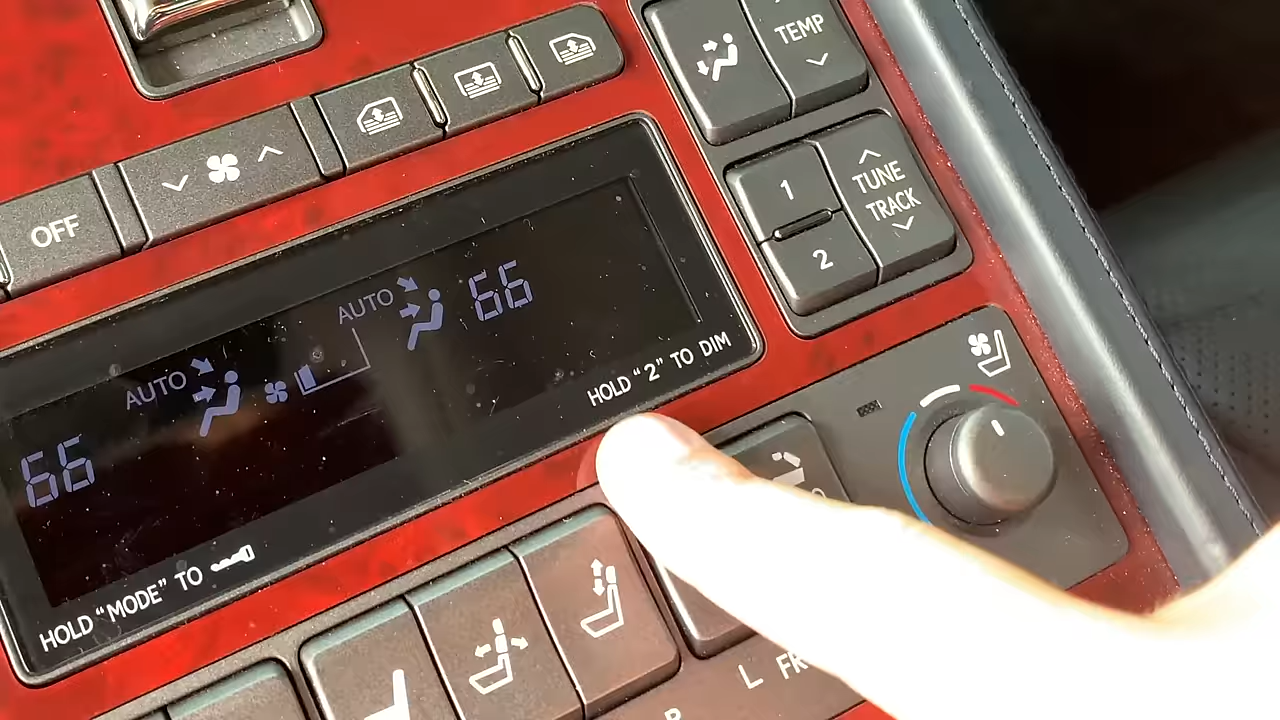 TEMP
OFF
1
TUNE
TRACK
2
AUTO
66
AUTO
66
HOLD "2" TO DIM
HOLD "MODE" TO
L
R